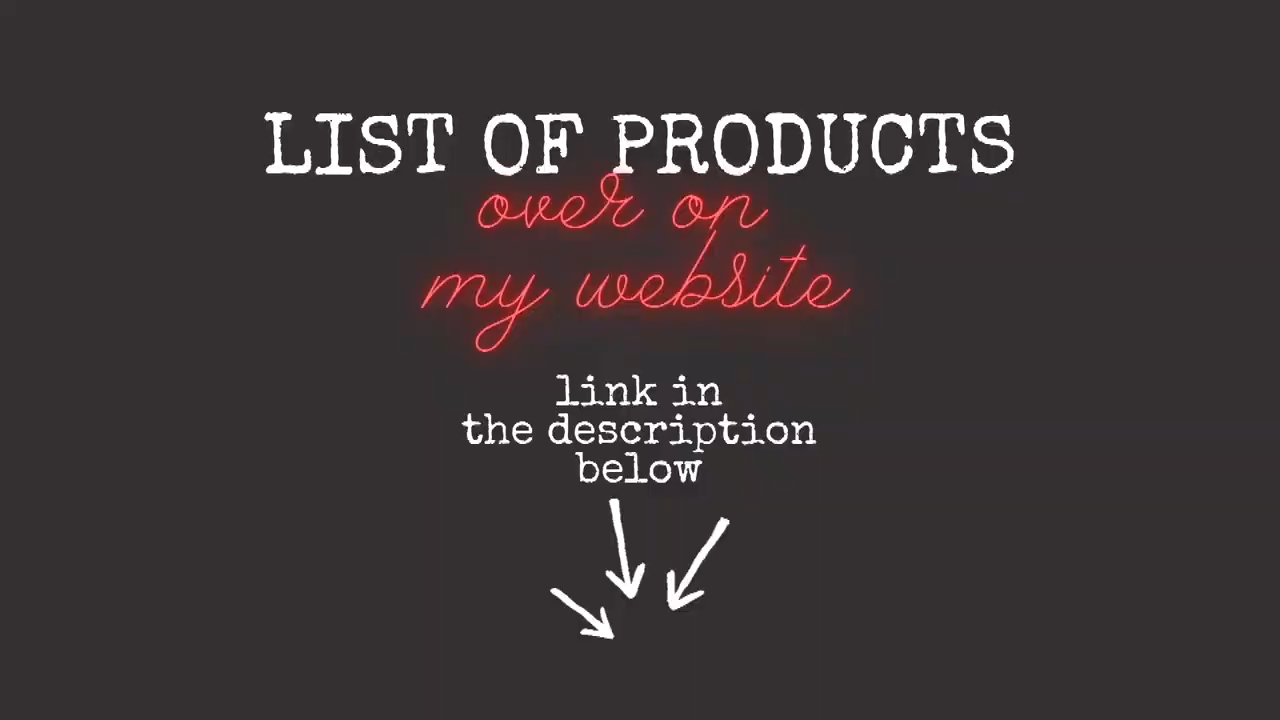 LIST OF PRODUCTS
over on
my website
link in
the description
below